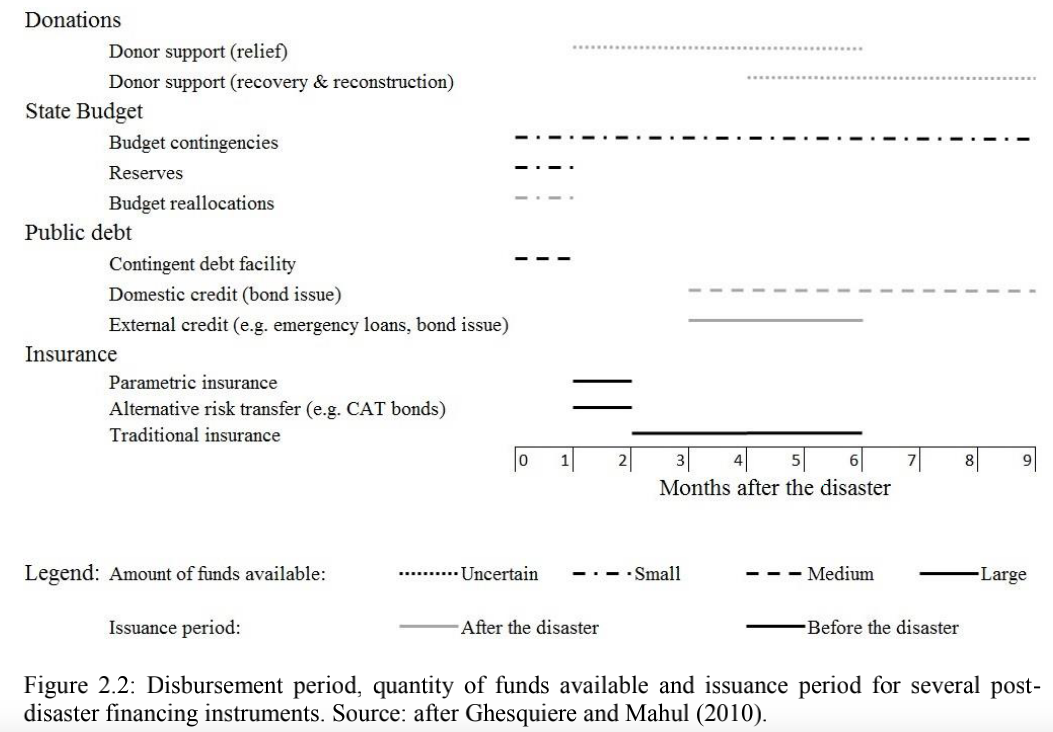 Donations
Donor support (relief)
Donor support (recovery & reconstruction)
State Budget
Budget contingencies
Reserves
Budget reallocations
Public debt
Contingent debt facility
Domestic credit (bond issue)
External credit (e.g. emergency loans, bond issue)
Insurance
Parametric insurance
Alternative risk transfer (e.g. CAT bonds)
Traditional insurance
0 1 2 3 4 5 6 7 8 9
Months after the disaster
Legend: Amount of funds available: Uncertain Small Medium Large
Issuance period: After the disaster Before the disaster
Figure 2.2: Disbursement period, quantity of funds available and issuance period for several post-
disaster financing instruments. Source: after Ghesquiere and Mahul (2010).